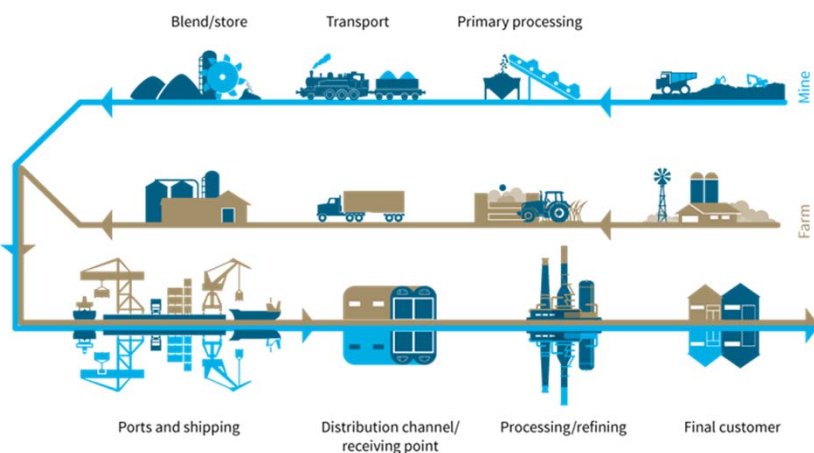 Blend/store
Transport
Primary processing
Mine
Farm
Ports and shipping
Distribution channel/
receiving point
Processing/refining
Final customer